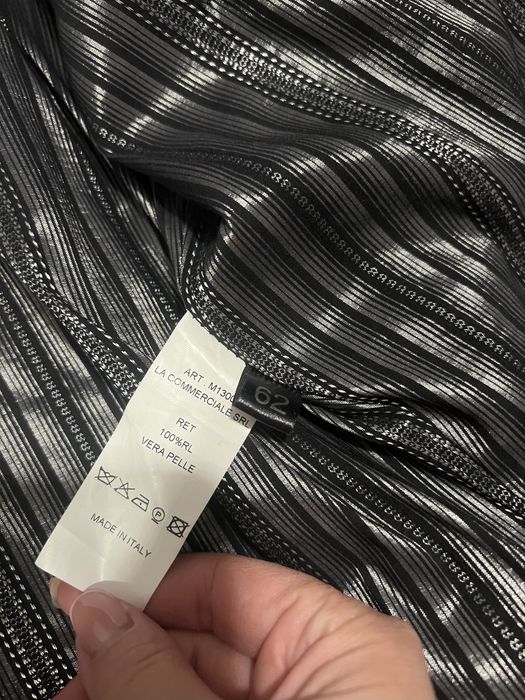 ART. M1300
LA COMMERCIALE SRL
62
RET
100%RL
VERA PELLE
MADE IN ITALY